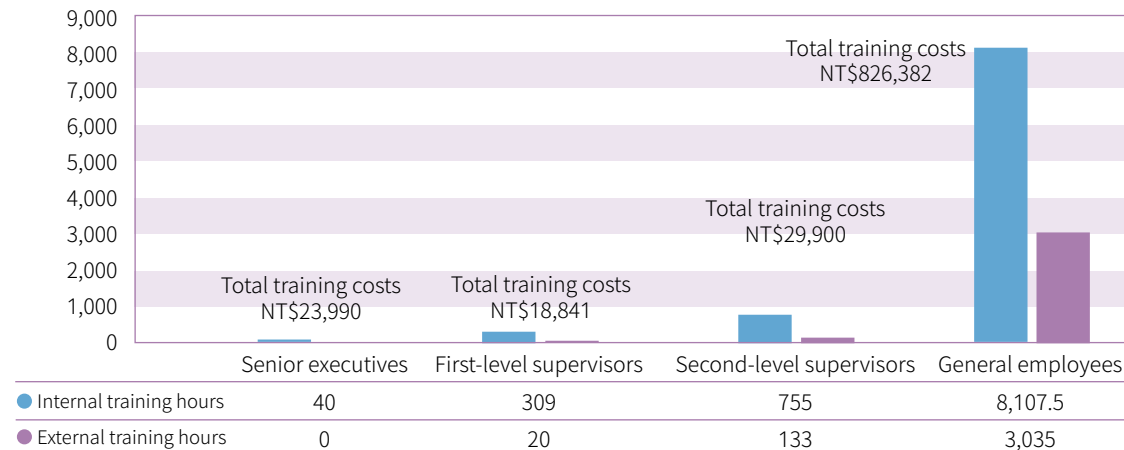 9,000
8,000
7,000
6,000
5,000
4,000
3,000
2,000
1,000
0
Total training costs
NT$23,990
Total training costs
NT$18,841
Total training costs
NT$29,900
Total training costs
NT$826,382
Senior executives First-level supervisors Second-level supervisors General employees
Internal training hours 40 309 755 8,107.5
External training hours 0 20 133 3,035